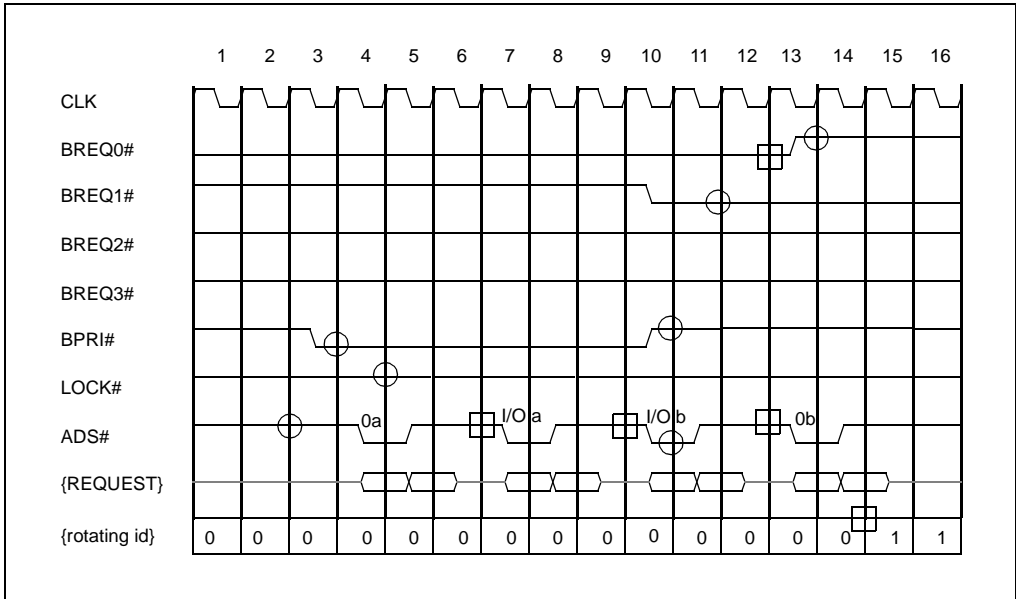 1 2 3 4 5 6 7 8 9 10 11 12 13 14 15 16
CLK
BREQ0#
BREQ1#
BREQ2#
BREQ3#
BPRI#
LOCK#
ADS# 0a I/O a I/O b 0b
{REQUEST}
{rotating id} 0 0 0 0 0 0 0 0 0 0 0 0 0 0 1 1